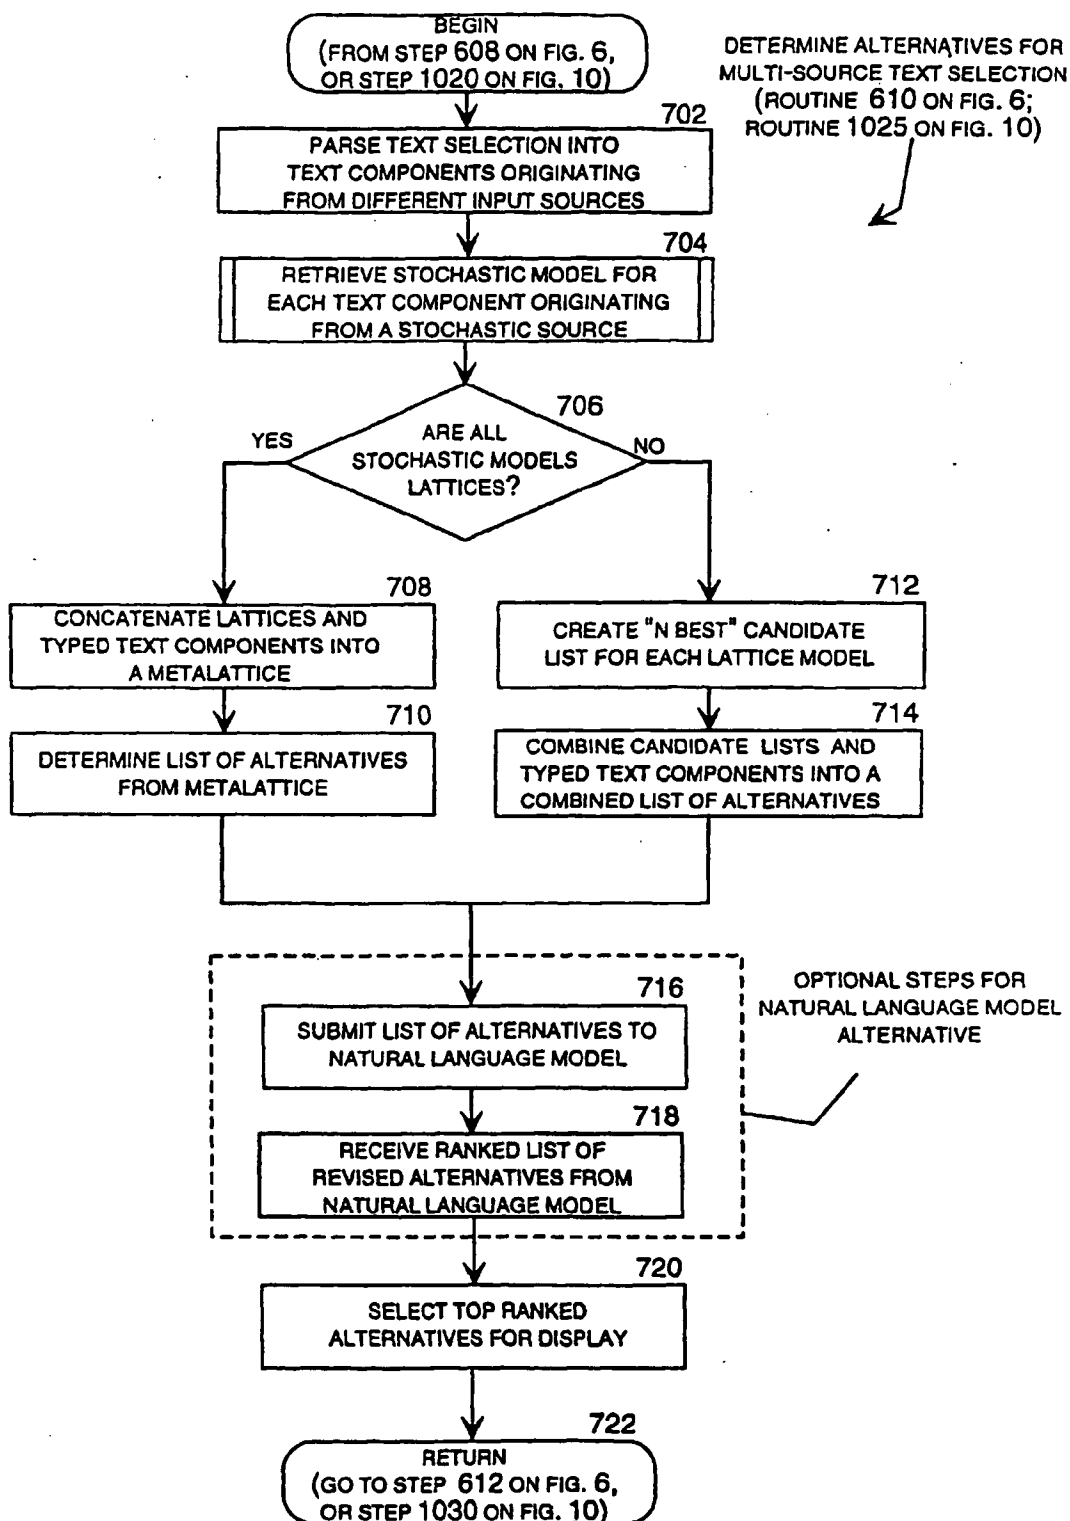 BEGIN
(FROM STEP 608 ON FIG. 6,
OR STEP 1020 ON FIG. 10)
DETERMINE ALTERNATIVES FOR
MULTI-SOURCE TEXT SELECTION
(ROUTINE 610 ON FIG. 6;
ROUTINE 1025 ON FIG. 10)
702
PARSE TEXT SELECTION INTO
TEXT COMPONENTS ORIGINATING
FROM DIFFERENT INPUT SOURCES
704
RETRIEVE STOCHASTIC MODEL FOR
EACH TEXT COMPONENT ORIGINATING
FROM A STOCHASTIC SOURCE
706
YES
ARE ALL
STOCHASTIC MODELS
LATTICES?
NO
708
CONCATENATE LATTICES AND
TYPED TEXT COMPONENTS INTO
A METALATTICE
712
CREATE "N BEST" CANDIDATE
LIST FOR EACH LATTICE MODEL
710
DETERMINE LIST OF ALTERNATIVES
FROM METALATTICE
714
COMBINE CANDIDATE LISTS AND
TYPED TEXT COMPONENTS INTO A
COMBINED LIST OF ALTERNATIVES
OPTIONAL STEPS FOR
NATURAL LANGUAGE MODEL
ALTERNATIVE
716
SUBMIT LIST OF ALTERNATIVES TO
NATURAL LANGUAGE MODEL
718
RECEIVE RANKED LIST OF
REVISED ALTERNATIVES FROM
NATURAL LANGUAGE MODEL
720
SELECT TOP RANKED
ALTERNATIVES FOR DISPLAY
722
RETURN
(GO TO STEP 612 ON FIG. 6,
OR STEP 1030 ON FIG. 10)